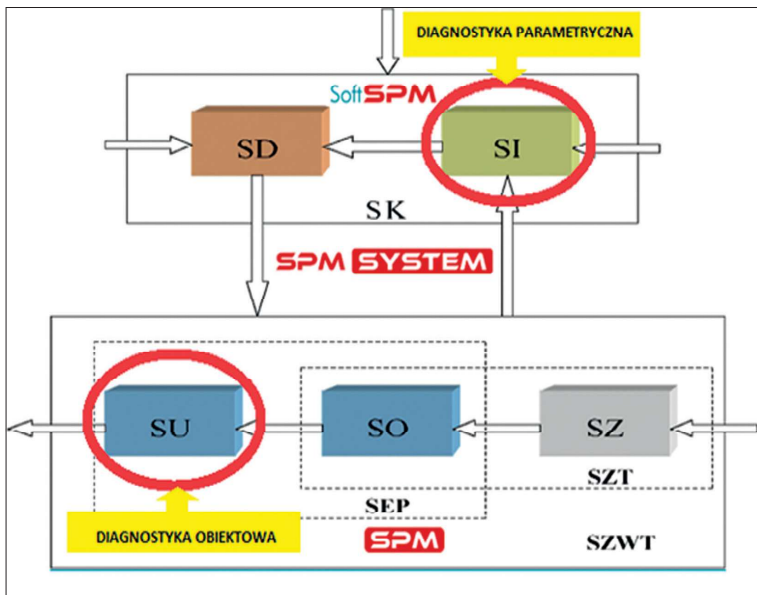 DIAGNOSTYKA PARAMETRYCZNA
SoftSPM
SD
SI
SK
SPM SYSTEM
SU
SO
SZ
SZT
SEP
DIAGNOSTYKA OBIEKTOWA
SPM
SZWT